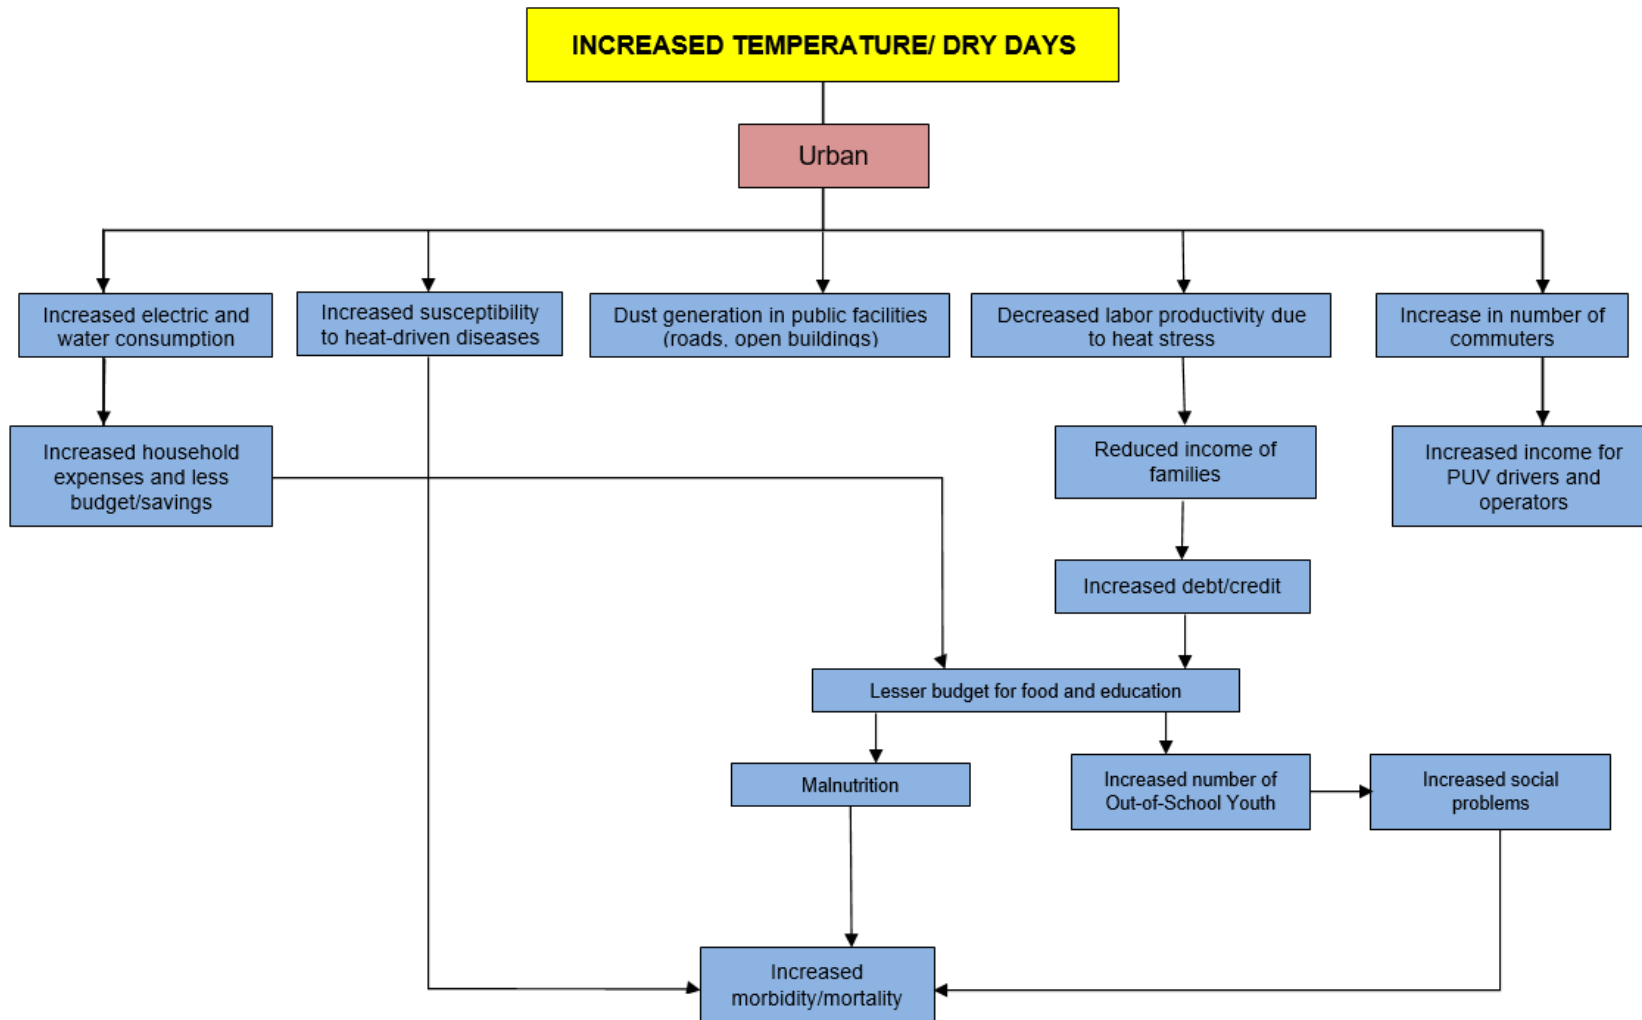 INCREASED TEMPERATURE/ DRY DAYS
Urban
Increased electric and
water consumption
Increased susceptibility
to heat-driven diseases
Dust generation in public facilities
(roads, open buildings)
Decreased labor productivity due
to heat stress
Increase in number of
commuters
Increased household
expenses and less
budget/savings
Reduced income of
families
Increased income for
PUV drivers and
operators
Increased debt/credit
Lesser budget for food and education
Malnutrition
Increased number of
Out-of-School Youth
Increased social
problems
Increased
morbidity/mortality